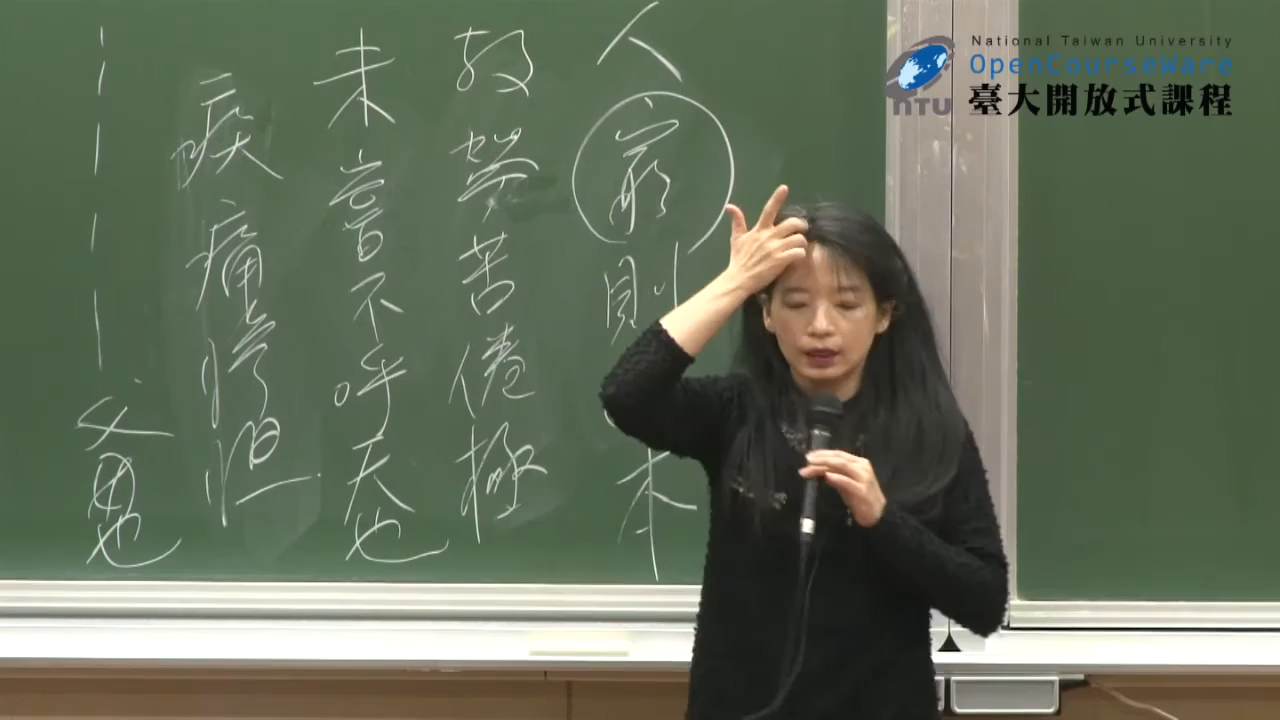 National Taiwan University
OpenCourseWare
臺大開放式課程
NTU
人窮則 本
故勞苦倦極
未嘗不呼天也
疾痛慘怛
｜｜｜｜父母也